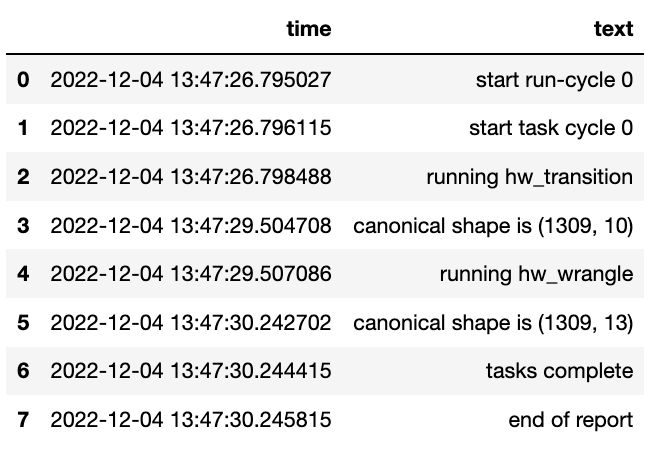 time text
0 2022-12-04 13:47:26.795027 start run-cycle 0
1 2022-12-04 13:47:26.796115 start task cycle 0
2 2022-12-04 13:47:26.798488 running hw_transition
3 2022-12-04 13:47:29.504708 canonical shape is (1309, 10)
4 2022-12-04 13:47:29.507086 running hw_wrangle
5 2022-12-04 13:47:30.242702 canonical shape is (1309, 13)
6 2022-12-04 13:47:30.244415 tasks complete
7 2022-12-04 13:47:30.245815 end of report